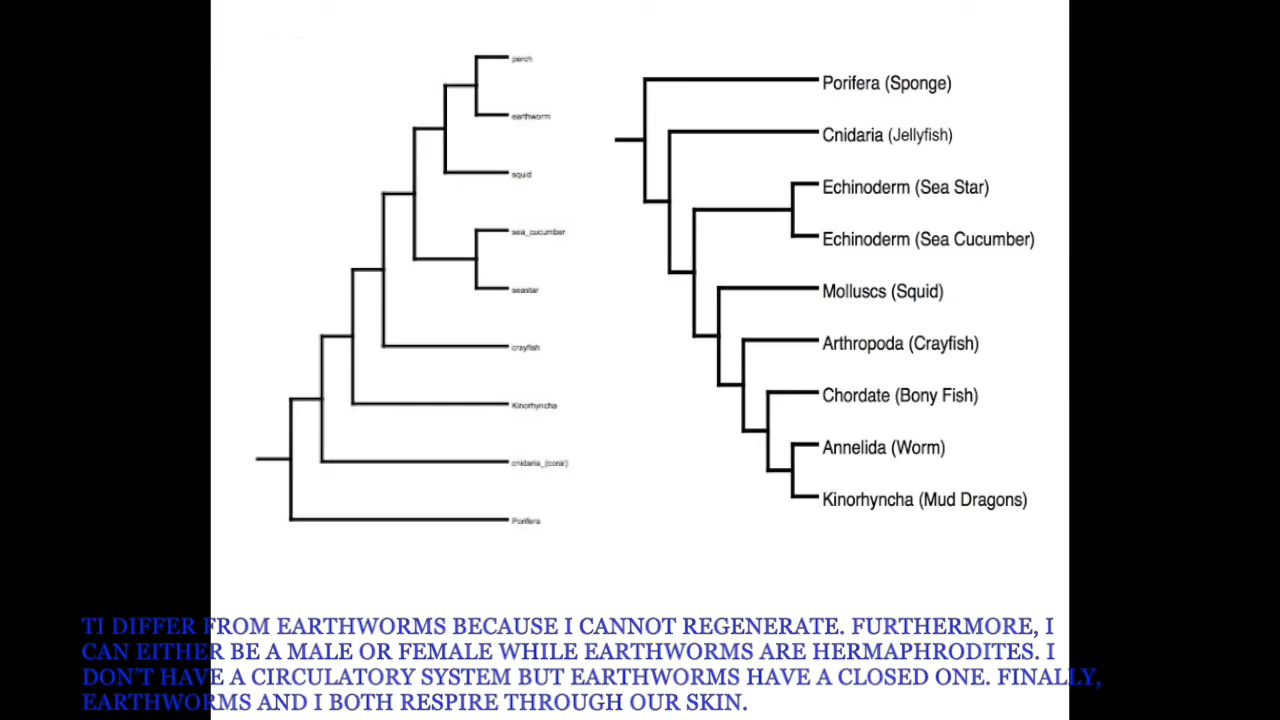 perch
earthworm
squid
sea_cucumber
seastar
crayfish
Kinorhyncha
cnidaria_(coral)
Porifera
Porifera (Sponge)
Cnidaria (Jellyfish)
Echinoderm (Sea Star)
Echinoderm (Sea Cucumber)
Molluscs (Squid)
Arthropoda (Crayfish)
Chordate (Bony Fish)
Annelida (Worm)
Kinorhyncha (Mud Dragons)
TI DIFFER FROM EARTHWORMS BECAUSE I CANNOT REGENERATE. FURTHERMORE, I
CAN EITHER BE A MALE OR FEMALE WHILE EARTHWORMS ARE HERMAPHRODITES. I
DON'T HAVE A CIRCULATORY SYSTEM BUT EARTHWORMS HAVE A CLOSED ONE. FINALLY,
EARTHWORMS AND I BOTH RESPIRE THROUGH OUR SKIN.